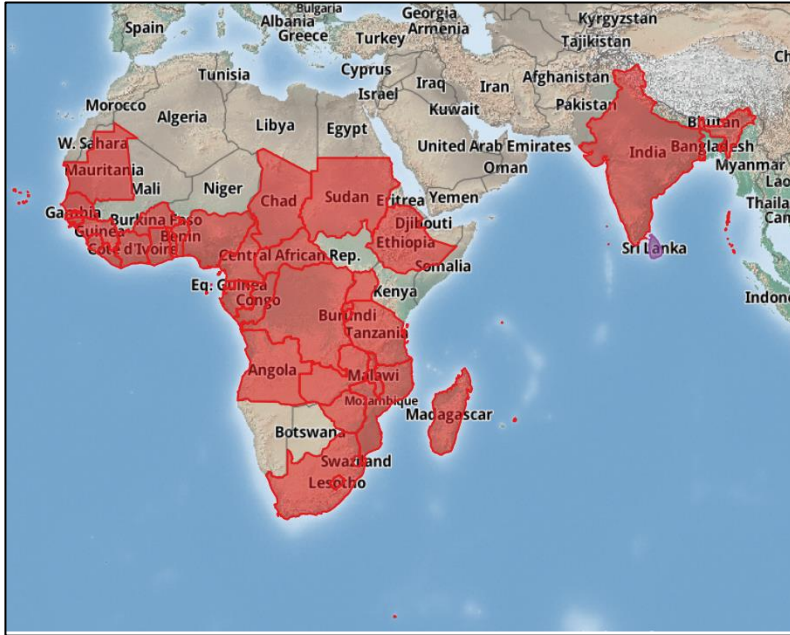 Spain
Albania
Bulgaria
Greece
Georgia
Armenia
Turkey
Kyrgyzstan
Tajikistan
Ch
Cyprus
Tunisia
Israel
Iraq
Iran
Afghanistan
Morocco
Algeria
Libya
Egypt
Kuwait
Pakistan
Bhutan
W. Sahara
United Arab Emirates
Oman
India
Bangladesh
Myanmar
Mauritania
Mali
Niger
Chad
Sudan
Eritrea
Yemen
Lao
Thaila
Cam
Gambia
Burkina Faso
Guinea
Benin
Djibouti
Cote d'Ivoire
Ethiopia
Central African Rep.
Somalia
Sri Lanka
Eq. Guinea
Congo
Kenya
Indone
Burundi
Tanzania
Angola
Malawi
Mozambique
Madagascar
Botswana
Swaziland
Lesotho